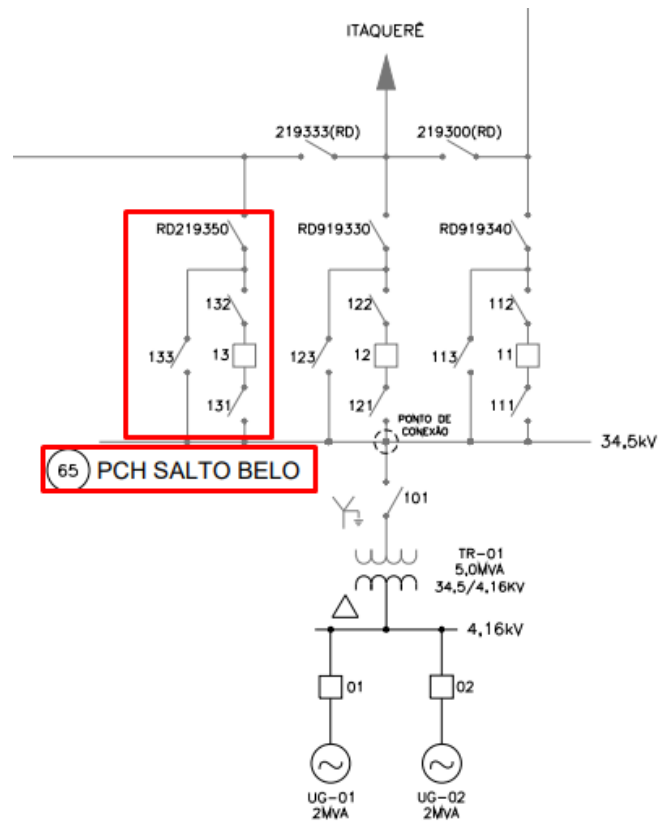 ITAQUERÊ
219333(RD)
219300(RD)
RD219350
RD919330
RD919340
132
122
112
133
13
123
12
113
11
131
121
111
PONTO DE
CONEXÃO
34,5kV
65 PCH SALTO BELO
101
TR-01
5,0MVA
34,5/4,16KV
4,16kV
01
02
UG-01
2MVA
UG-02
2MVA